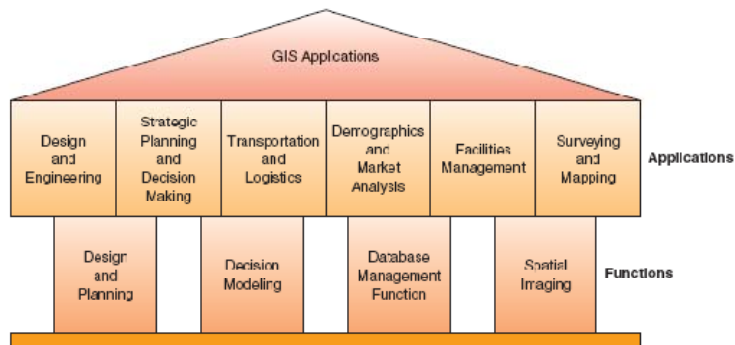 GIS Applications
Design
and
Engineering
Strategic
Planning
and
Decision
Making
Transportation
and
Logistics
Demographics
and
Market
Analysis
Facilities
Management
Surveying
and
Mapping
Applications
Design
and
Planning
Decision
Modeling
Database
Management
Function
Spatial
Imaging
Functions